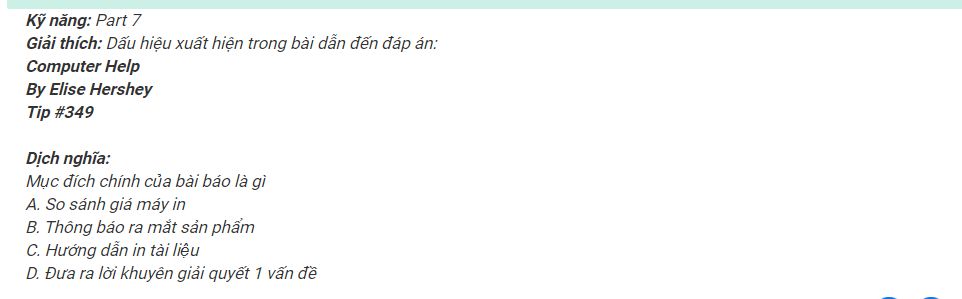 Kỹ năng: Part 7
Giải thích: Dấu hiệu xuất hiện trong bài dẫn đến đáp án:
Computer Help
By Elise Hershey
Tip #349
Dịch nghĩa:
Mục đích chính của bài báo là gì
A. So sánh giá máy in
B. Thông báo ra mắt sản phẩm
C. Hướng dẫn in tài liệu
D. Đưa ra lời khuyên giải quyết 1 vấn đề